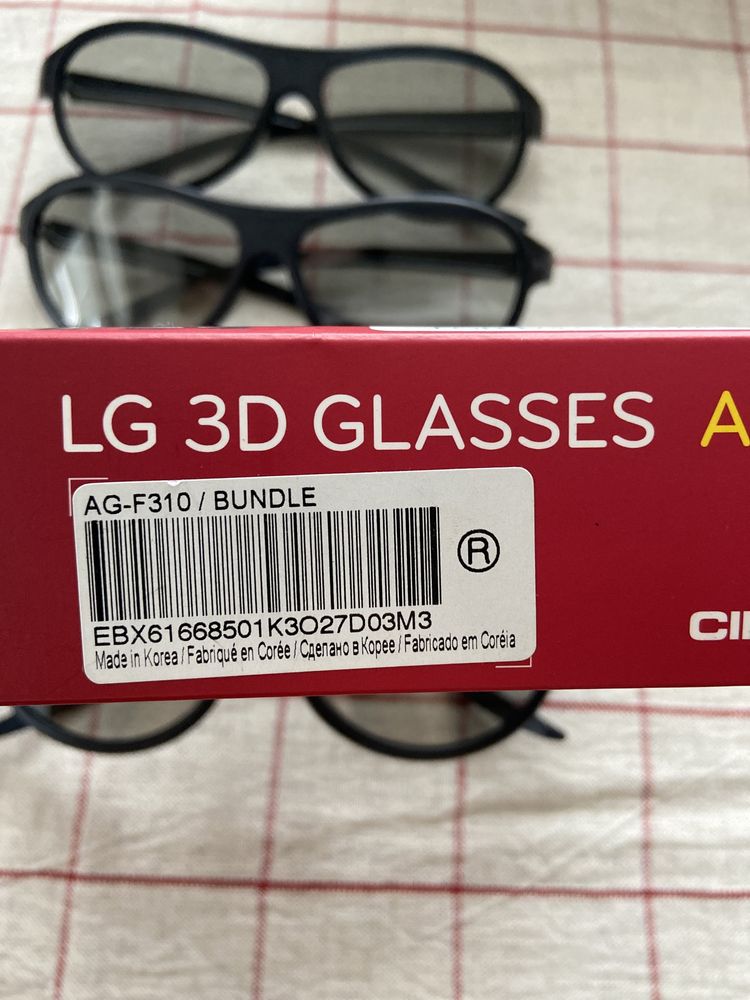 LG 3D GLASSES A
AG-F310 / BUNDLE
®
EBX61668501K3O27D03M3
Made in Korea / Fabriqué en Corée / Сделано в Корее / Fabricado em Coréia